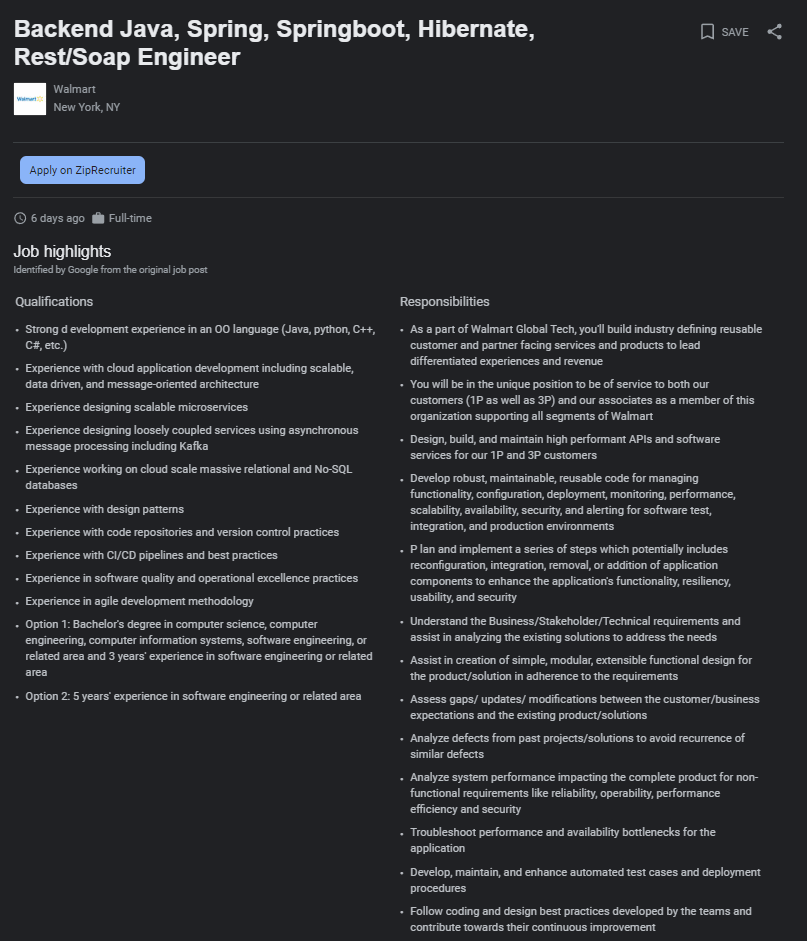 Backend Java, Spring, Springboot, Hibernate,
Rest/Soap Engineer
SAVE
Walmart
Walmart
New York, NY
Apply on ZipRecruiter
6 days ago Full-time
Job highlights
Identified by Google from the original job post
Qualifications
• Strong d evelopment experience in an OO language (Java, python, C++,
C#, etc.)
• Experience with cloud application development including scalable,
data driven, and message-oriented architecture
• Experience designing scalable microservices
• Experience designing loosely coupled services using asynchronous
message processing including Kafka
• Experience working on cloud scale massive relational and No-SQL
databases
• Experience with design patterns
• Experience with code repositories and version control practices
• Experience with CI/CD pipelines and best practices
• Experience in software quality and operational excellence practices
• Experience in agile development methodology
• Option 1: Bachelor's degree in computer science, computer
engineering, computer information systems, software engineering, or
related area and 3 years' experience in software engineering or related
area
• Option 2: 5 years' experience in software engineering or related area
Responsibilities
• As a part of Walmart Global Tech, you'll build industry defining reusable
customer and partner facing services and products to lead
differentiated experiences and revenue
• You will be in the unique position to be of service to both our
customers (1P as well as 3P) and our associates as a member of this
organization supporting all segments of Walmart
• Design, build, and maintain high performant APIs and software
services for our 1P and 3P customers
• Develop robust, maintainable, reusable code for managing
functionality, configuration, deployment, monitoring, performance,
scalability, availability, security, and alerting for software test,
integration, and production environments
• P lan and implement a series of steps which potentially includes
reconfiguration, integration, removal, or addition of application
components to enhance the application's functionality, resiliency,
usability, and security
• Understand the Business/Stakeholder/Technical requirements and
assist in analyzing the existing solutions to address the needs
• Assist in creation of simple, modular, extensible functional design for
the product/solution in adherence to the requirements
• Assess gaps/ updates/ modifications between the customer/business
expectations and the existing product/solutions
• Analyze defects from past projects/solutions to avoid recurrence of
similar defects
• Analyze system performance impacting the complete product for non-
functional requirements like reliability, operability, performance
efficiency and security
• Troubleshoot performance and availability bottlenecks for the
application
• Develop, maintain, and enhance automated test cases and deployment
procedures
• Follow coding and design best practices developed by the teams and
contribute towards their continuous improvement